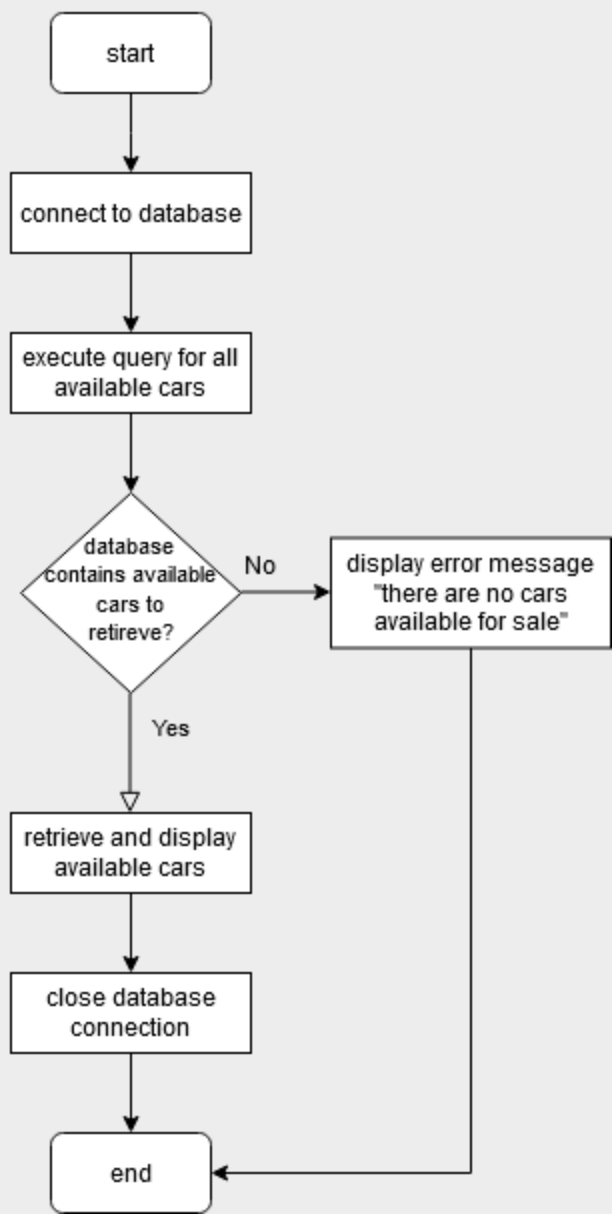 start
connect to database
execute query for all
available cars
database
contains available
cars to
retireve?
No
display error message
"there are no cars
available for sale"
Yes
retrieve and display
available cars
close database
connection
end